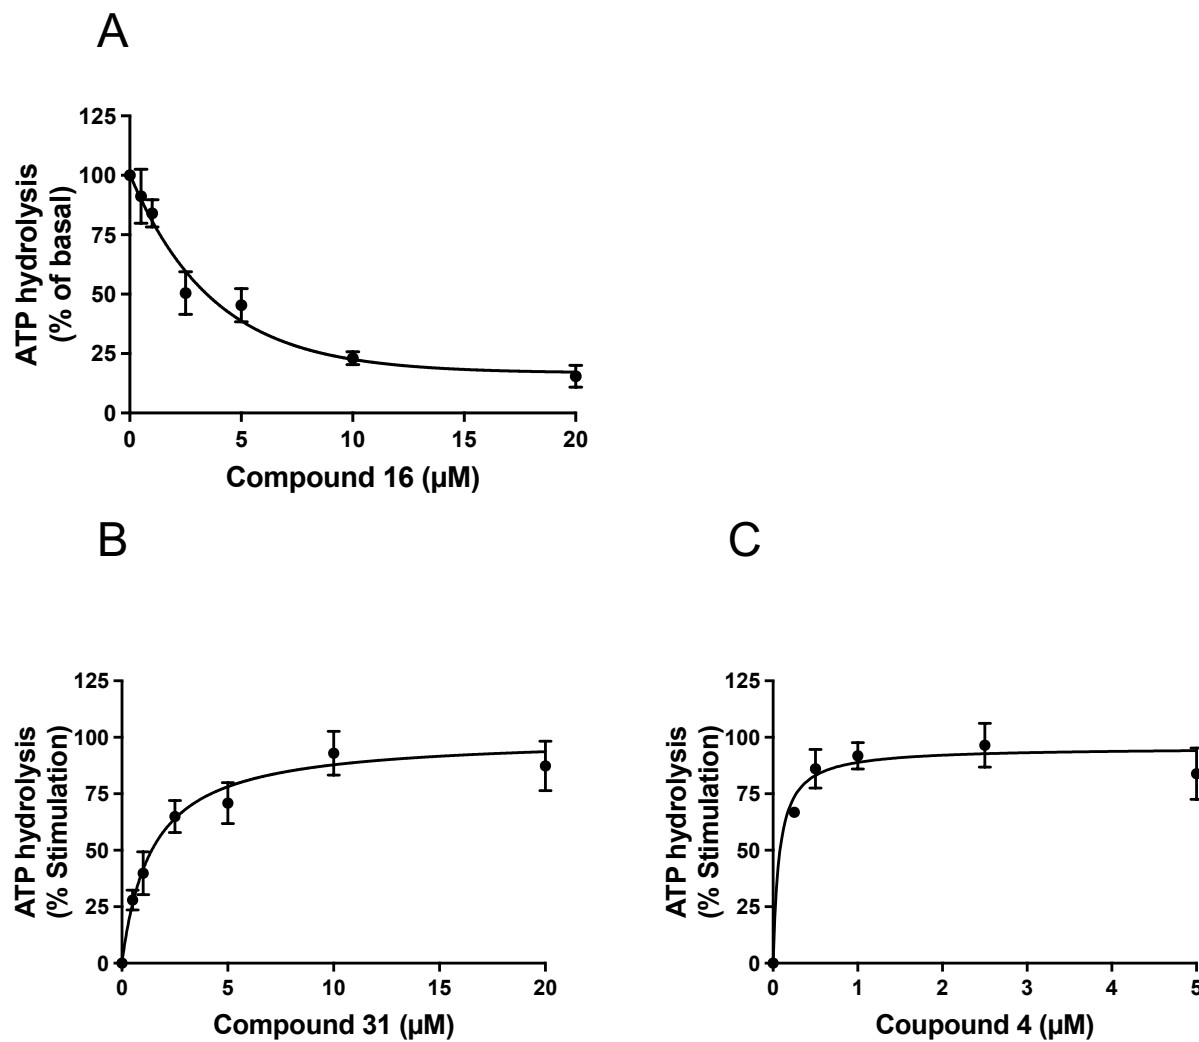 A
125
100
75
50
25
0
ATP hydrolysis
(% of basal)
0 5 10 15 20
Compound 16 (µM)
B
125
100
75
50
25
0
ATP hydrolysis
(% Stimulation)
0 5 10 15 20
Compound 31 (µM)
C
125
100
75
50
25
0
ATP hydrolysis
(% Stimulation)
0 1 2 3 4 5
Coupound 4 (µM)